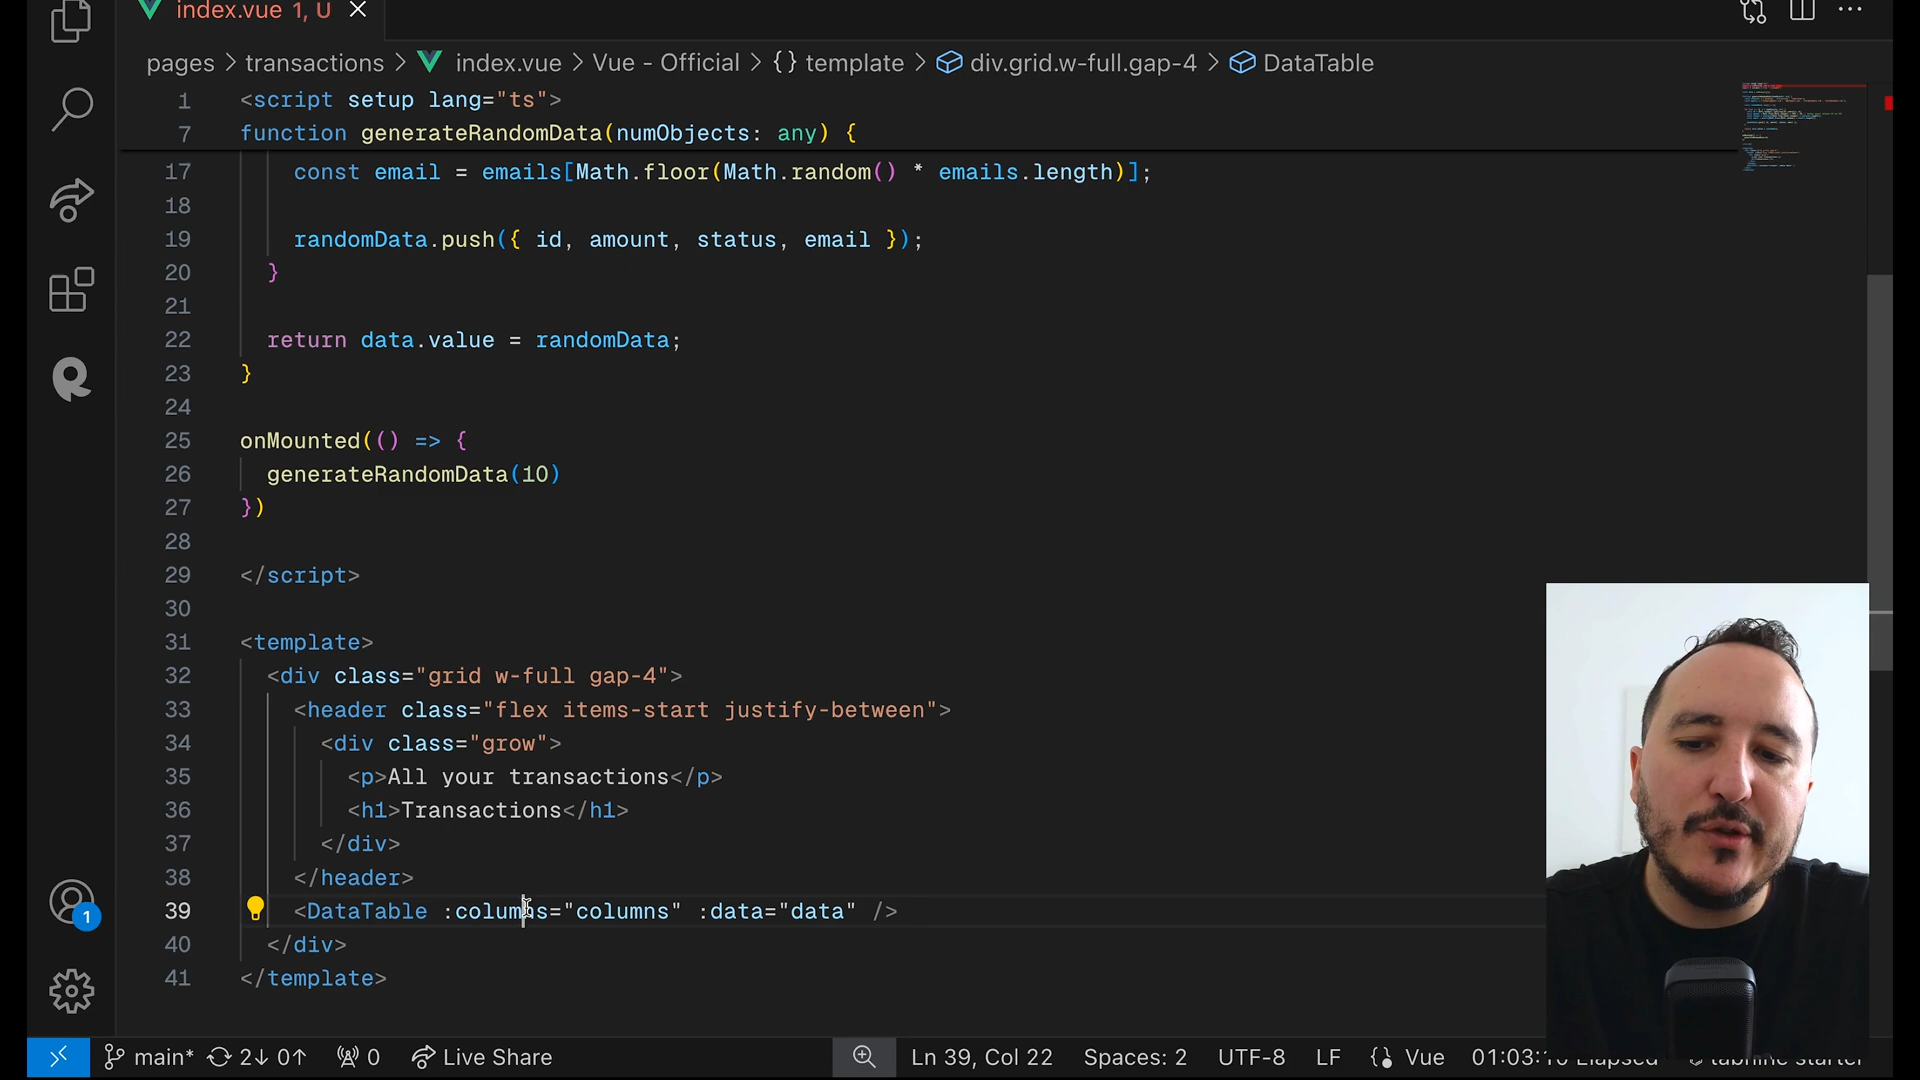 index.vue 1, U
pages > transactions > index.vue > Vue - Official > {} template > div.grid.w-full.gap-4 > DataTable
1 <script setup lang="ts">
7 function generateRandomData(numObjects: any) {
17 const email = emails[Math.floor(Math.random() * emails.length)];
18
19 randomData.push({ id, amount, status, email });
20 }
21
22 return data.value = randomData;
23 }
24
25 onMounted(() => {
26 generateRandomData(10)
27 })
28
29 </script>
30
31 <template>
32 <div class="grid w-full gap-4">
33 <header class="flex items-start justify-between">
34 <div class="grow">
35 <p>All your transactions</p>
36 <h1>Transactions</h1>
37 </div>
38 </header>
39 <DataTable :columns="columns" :data="data" />
40 </div>
41 </template>
1
main* 2↓ 0↑ 0 Live Share Ln 39, Col 22 Spaces: 2 UTF-8 LF Vue Elapsed tabnine starter